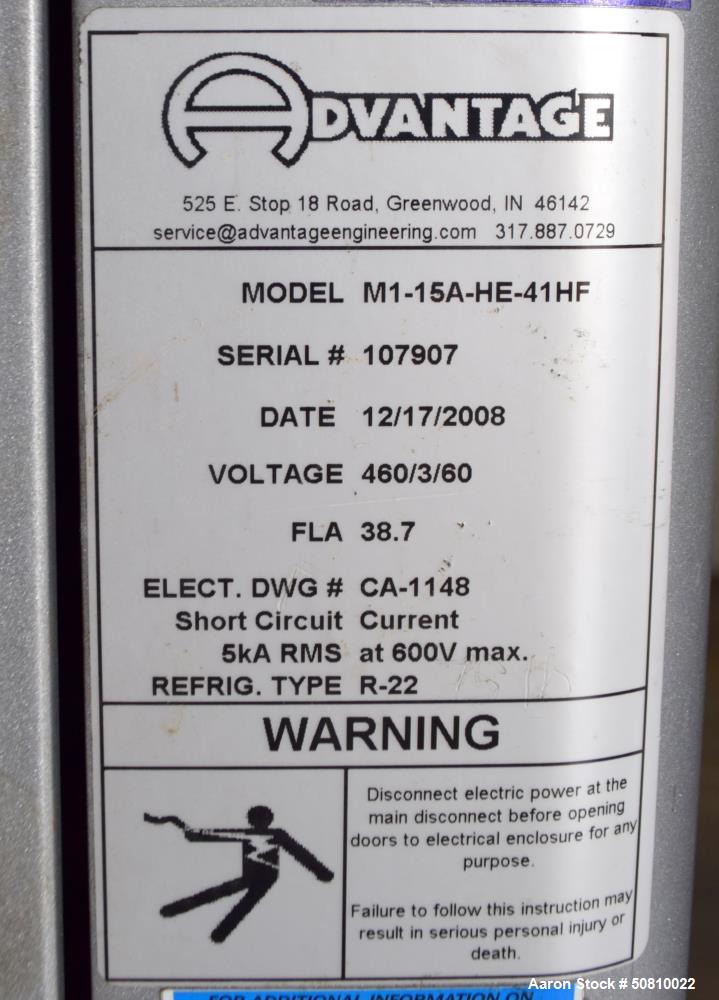 ADVANTAGE
525 E. Stop 18 Road, Greenwood, IN 46142
service@advantageengineering.com 317.887.0729
MODEL M1-15A-HE-41HF
SERIAL # 107907
DATE 12/17/2008
VOLTAGE 460/3/60
FLA 38.7
ELECT. DWG # CA-1148
Short Circuit Current
5kA RMS at 600V max.
REFRIG. TYPE R-22
WARNING
Disconnect electric power at the
main disconnect before opening
doors to electrical enclosure for any
purpose.
Failure to follow this instruction may
result in serious personal injury or
death.
FOR ADDITIONAL INFORMATION ON
Aaron Stock # 50810022